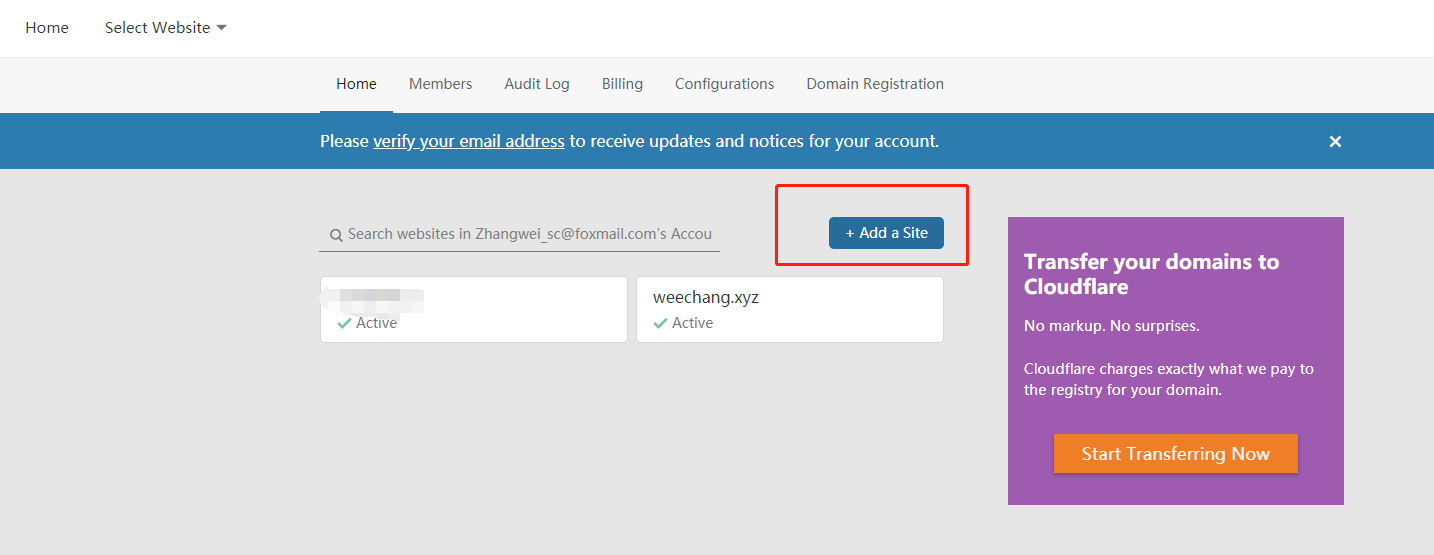 Home Select Website
Home Members Audit Log Billing Configurations Domain Registration
Please verify your email address to receive updates and notices for your account.
Search websites in Zhangwei_sc@foxmail.com's Accou
+ Add a Site
Active
weechang.xyz
Active
Transfer your domains to
Cloudflare
No markup. No surprises.
Cloudflare charges exactly what we pay to
the registry for your domain.
Start Transferring Now